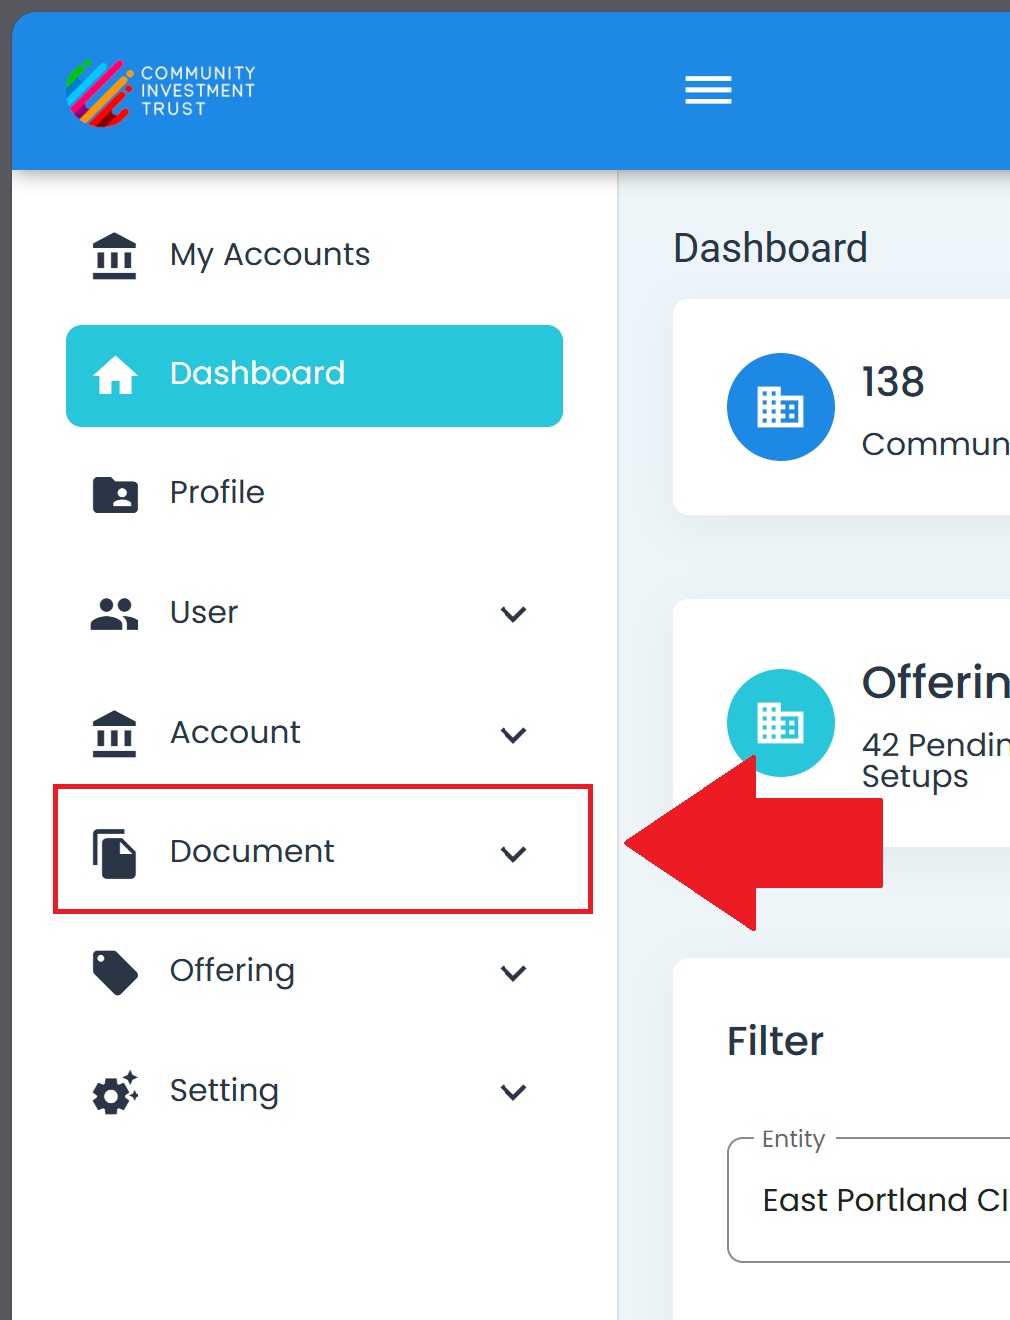 COMMUNITY
INVESTMENT
TRUST
My Accounts
Dashboard
Profile
User
Account
Document
Offering
Setting
Dashboard
138
Commun
Offerin
42 Pendin
Setups
Filter
Entity
East Portland CI